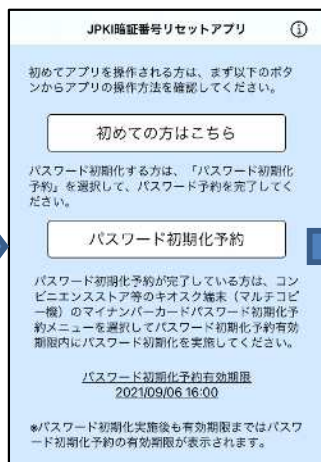 JPKI暗証番号リセットアプリ
初めてアプリを操作される方は、まず以下のボタ
ンからアプリの操作方法を確認してください。
初めての方はこちら
パスワード初期化する方は、「パスワード初期化
予約」を選択して、パスワード予約を完了してく
ださい。
パスワード初期化予約
パスワード初期化予約が完了している方は、コン
ビニエンスストア等のキオスク端末（マルチコピ
ー機）のマイナンバーカードパスワード初期化予
約メニューを選択してパスワード初期化予約有効
期限内にパスワード初期化を実施してください。
パスワード初期化予約有効期限
2021/09/06 16:00
※パスワード初期化実施後も有効期限まではパスワ
ード初期化予約の有効期限が表示されます。